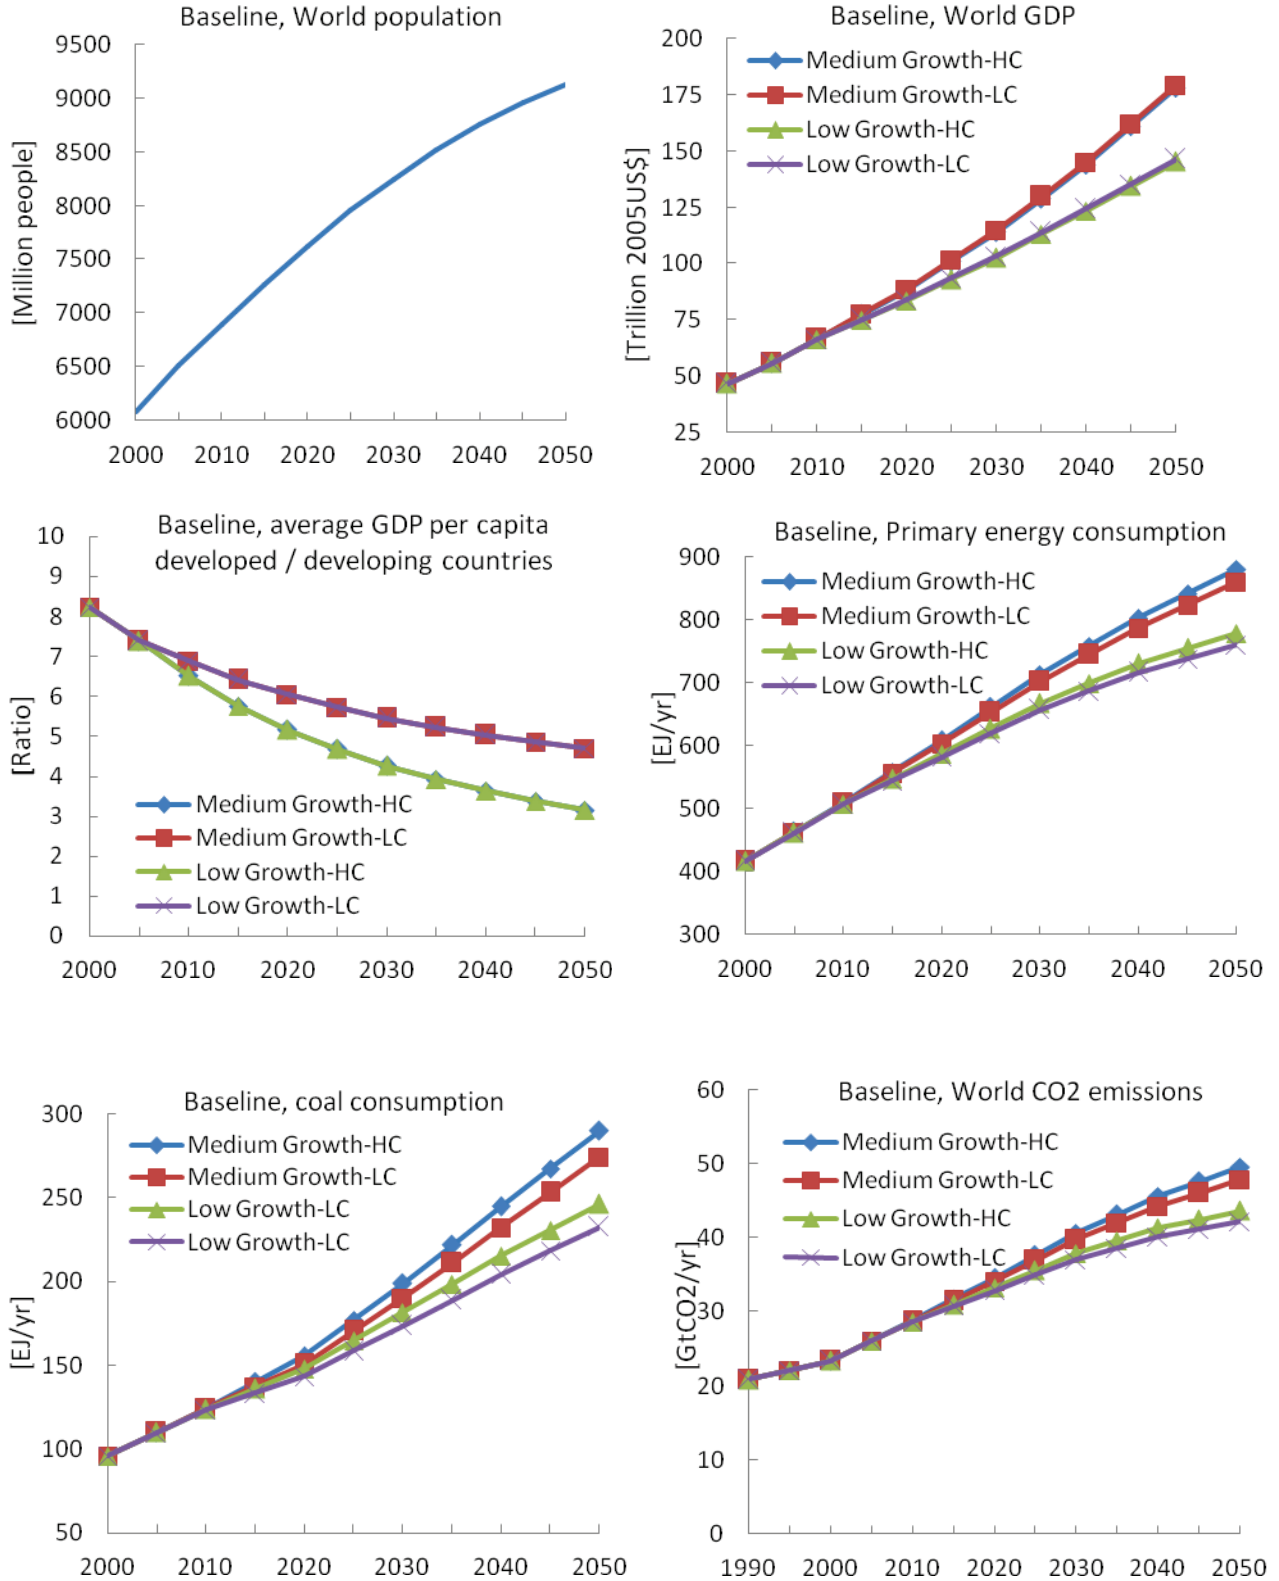 Baseline, World population
[Million people]
9500
9000
8500
8000
7500
7000
6500
6000
2000 2010 2020 2030 2040 2050
Baseline, World GDP
[Trillion 2005US$]
200
175
150
125
100
75
50
25
Medium Growth-HC
Medium Growth-LC
Low Growth-HC
Low Growth-LC
2000 2010 2020 2030 2040 2050
Baseline, average GDP per capita
developed / developing countries
[Ratio]
10
9
8
7
6
5
4
3
2
1
0
Medium Growth-HC
Medium Growth-LC
Low Growth-HC
Low Growth-LC
2000 2010 2020 2030 2040 2050
Baseline, Primary energy consumption
[EJ/yr]
900
800
700
600
500
400
300
Medium Growth-HC
Medium Growth-LC
Low Growth-HC
Low Growth-LC
2000 2010 2020 2030 2040 2050
Baseline, coal consumption
[EJ/yr]
300
250
200
150
100
50
Medium Growth-HC
Medium Growth-LC
Low Growth-LC
Low Growth-LC
2000 2010 2020 2030 2040 2050
Baseline, World CO2 emissions
[GtCO2/yr]
60
50
40
30
20
10
0
Medium Growth-HC
Medium Growth-LC
Low Growth-HC
Low Growth-LC
1990 2000 2010 2020 2030 2040 2050